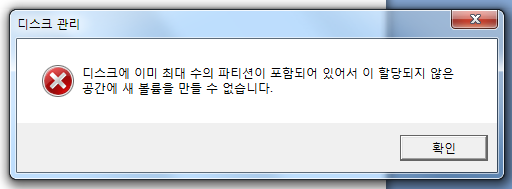 디스크 관리
디스크에 이미 최대 수의 파티션이 포함되어 있어서 이 할당되지 않은
공간에 새 볼륨을 만들 수 없습니다.
확인